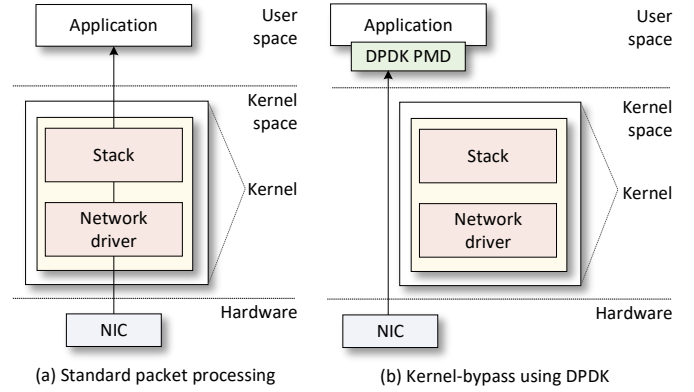 Application
User
space
Kernel
space
Stack
Network
driver
Kernel
Hardware
NIC
(a) Standard packet processing
Application
DPDK PMD
User
space
Kernel
space
Stack
Network
driver
Kernel
Hardware
NIC
(b) Kernel-bypass using DPDK